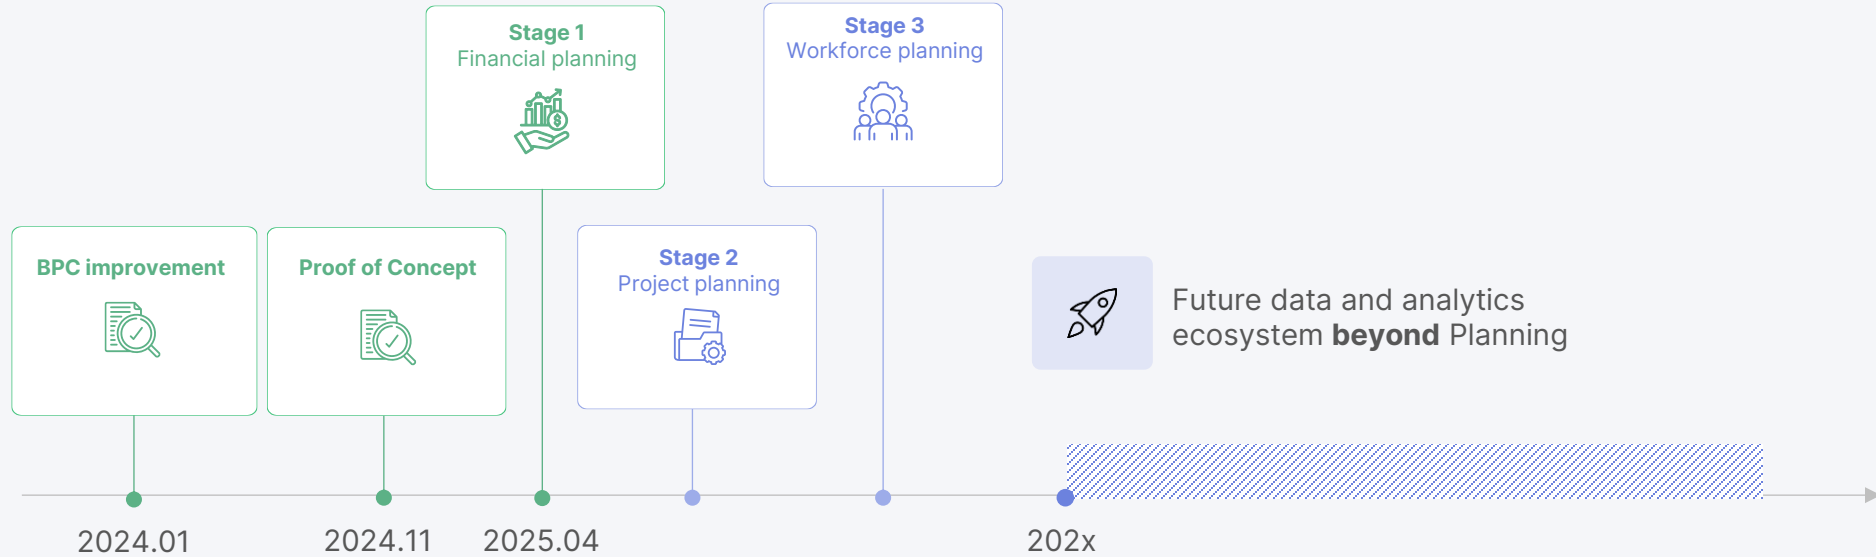 Stage 1
Financial planning
Stage 3
Workforce planning
BPC improvement
Proof of Concept
Stage 2
Project planning
Future data and analytics
ecosystem beyond Planning
2024.01
2024.11
2025.04
202x